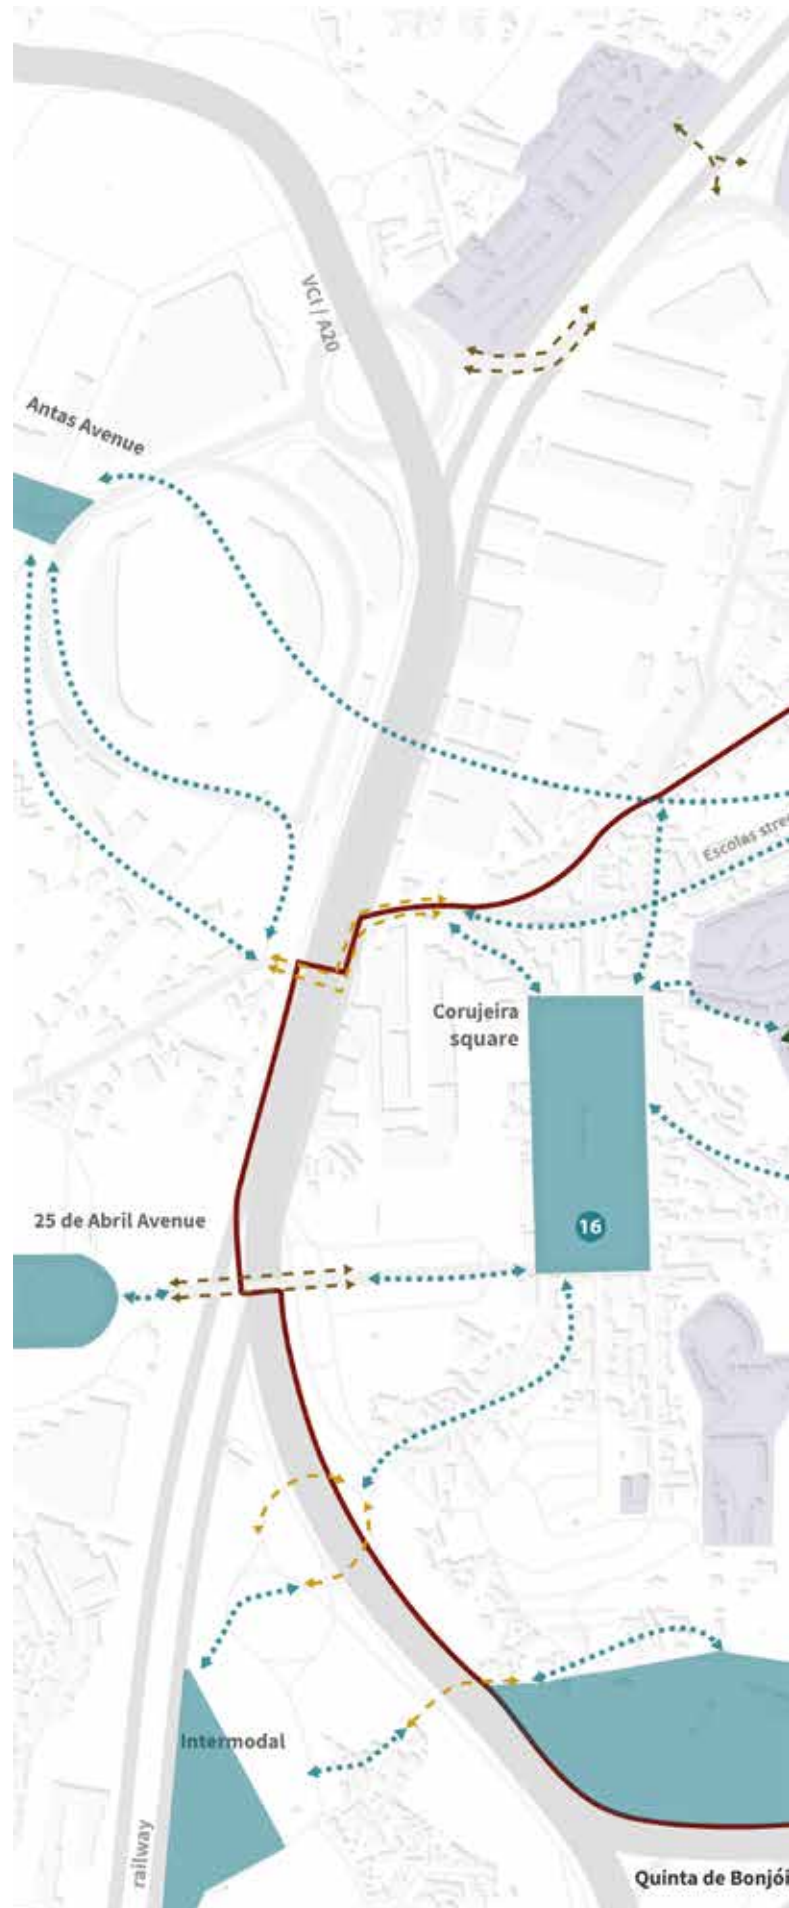 VCI / A20
Antas Avenue
Escolas stre
Corujeira
square
25 de Abril Avenue
16
Intermodal
railway
Quinta de Bonjói